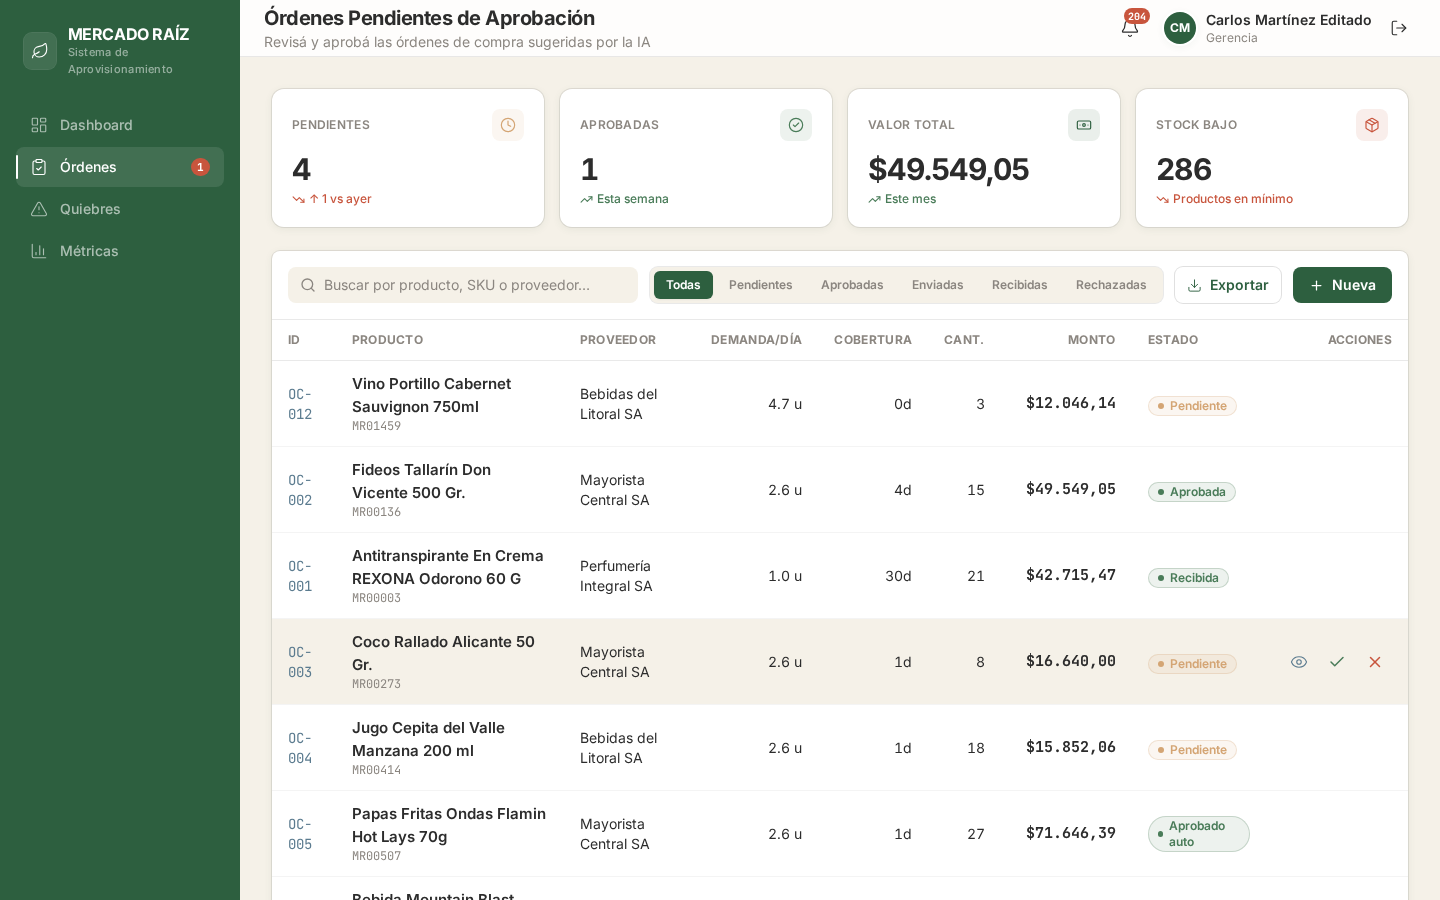 MERCADO RAÍZ
Sistema de
Aprovisionamiento
Dashboard
Órdenes 1
Quiebres
Métricas
Órdenes Pendientes de Aprobación
Revisá y aprobá las órdenes de compra sugeridas por la IA
204
CM
Carlos Martínez Editado
Gerencia
PENDIENTES
4
↑ 1 vs ayer
APROBADAS
1
Esta semana
VALOR TOTAL
$49.549,05
Este mes
STOCK BAJO
286
Productos en mínimo
Buscar por producto, SKU o proveedor...
Todas Pendientes Aprobadas Enviadas Recibidas Rechazadas
Exportar
Nueva
ID PRODUCTO PROVEEDOR DEMANDA/DÍA COBERTURA CANT. MONTO ESTADO ACCIONES
OC-
012
Vino Portillo Cabernet
Sauvignon 750ml
MR01459
Bebidas del
Litoral SA
4.7 u
0d
3
$12.046,14
Pendiente
OC-
002
Fideos Tallarín Don
Vicente 500 Gr.
MR00136
Mayorista
Central SA
2.6 u
4d
15
$49.549,05
Aprobada
OC-
001
Antitranspirante En Crema
REXONA Odorono 60 G
MR00003
Perfumería
Integral SA
1.0 u
30d
21
$42.715,47
Recibida
OC-
003
Coco Rallado Alicante 50
Gr.
MR00273
Mayorista
Central SA
2.6 u
1d
8
$16.640,00
Pendiente
OC-
004
Jugo Cepita del Valle
Manzana 200 ml
MR00414
Bebidas del
Litoral SA
2.6 u
1d
18
$15.852,06
Pendiente
OC-
005
Papas Fritas Ondas Flamin
Hot Lays 70g
MR00507
Mayorista
Central SA
2.6 u
1d
27
$71.646,39
Aprobado
auto
Bebida Mountain Blast